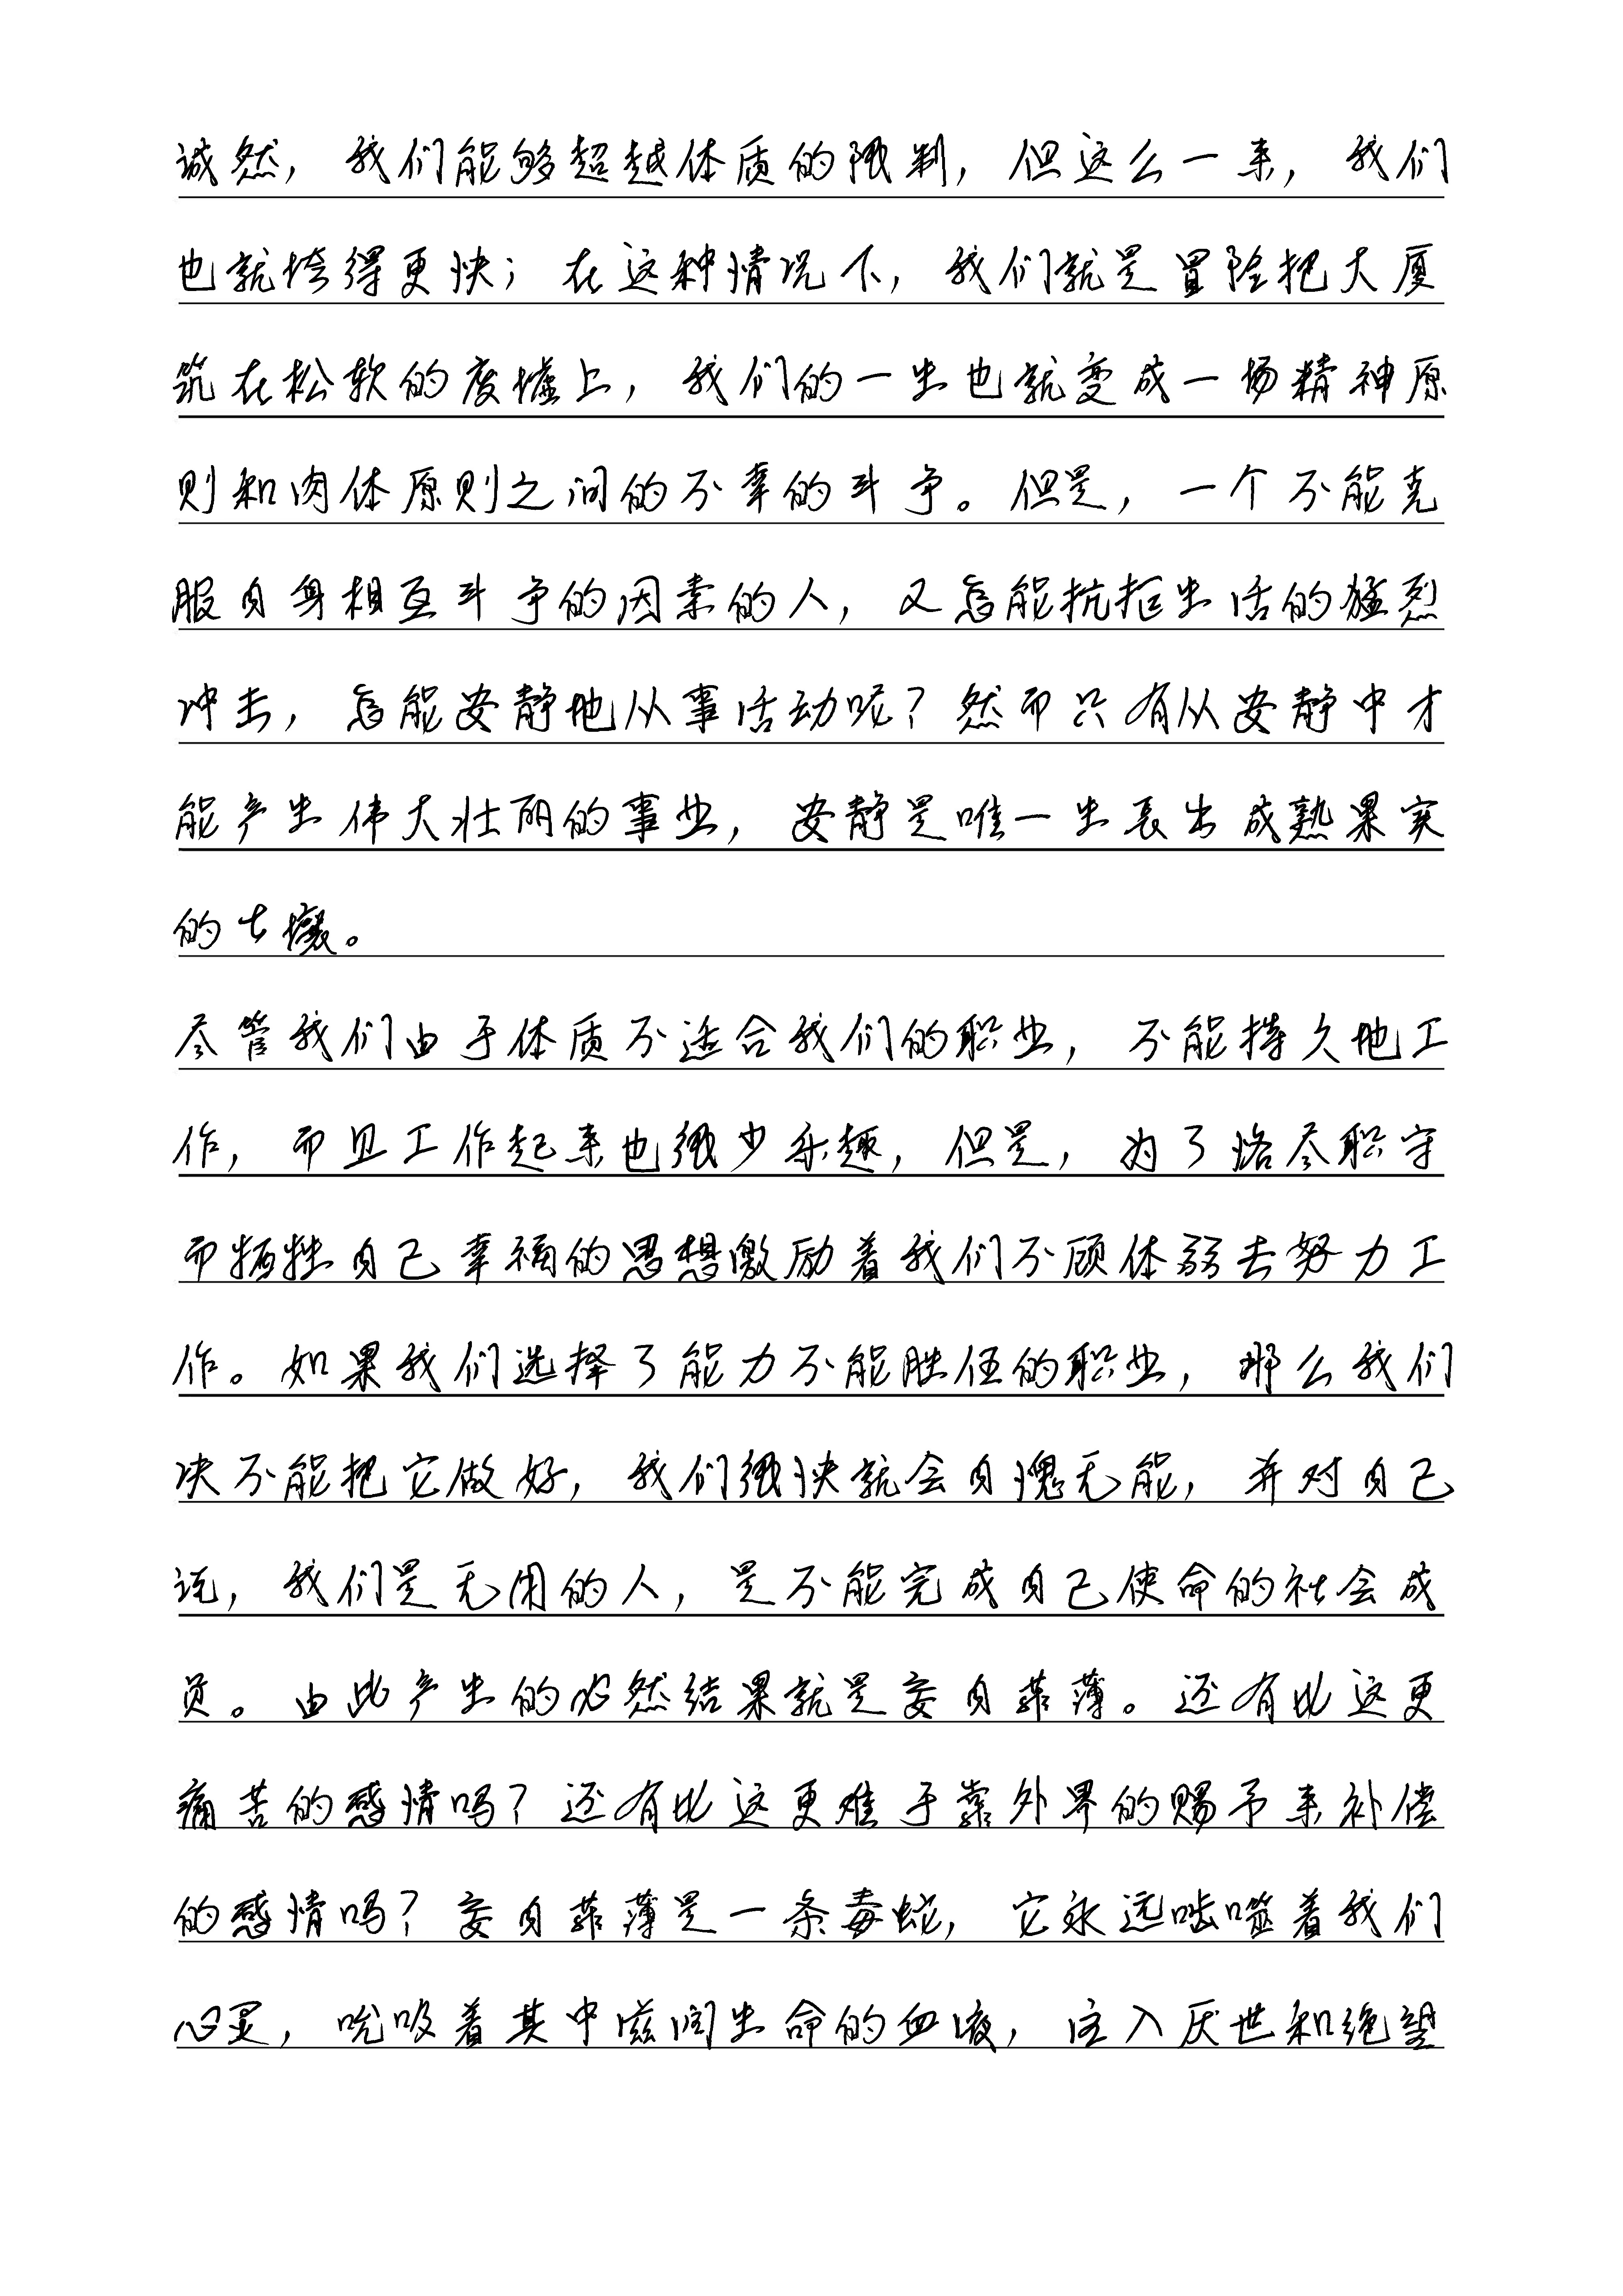 诚然，我们能够超越体质的限制，但这么一来，我们
也就垮得更快；在这种情况下，我们就是冒险把大厦
筑在松软的废墟上，我们的一生也就变成一场精神原
则和肉体原则之间的不幸的斗争。但是，一个不能克
服自身相互斗争的因素的人，又怎能抗拒生活的猛烈
冲击，怎能安静地从事活动呢？然而只有从安静中才
能产生伟大壮丽的事业，安静是唯一生长出成熟果实
的土壤。
尽管我们由于体质不适合我们的职业，不能持久地工
作，而且工作起来也很少乐趣，但是，为了恪尽职守
而牺牲自己幸福的思想激励着我们不顾体弱去努力工
作。如果我们选择了能力不能胜任的职业，那么我们
决不能把它做好，我们很快就会自愧无能，并对自己
说，我们是无用的人，是不能完成自己使命的社会成
员。由此产生的必然结果就是妄自菲薄。还有比这更
痛苦的感情吗？还有比这更难于靠外界的赐予来补偿
的感情吗？妄自菲薄是一条毒蛇，它永远啮噬着我们
心灵，吮吸着其中滋润生命的血液，注入厌世和绝望